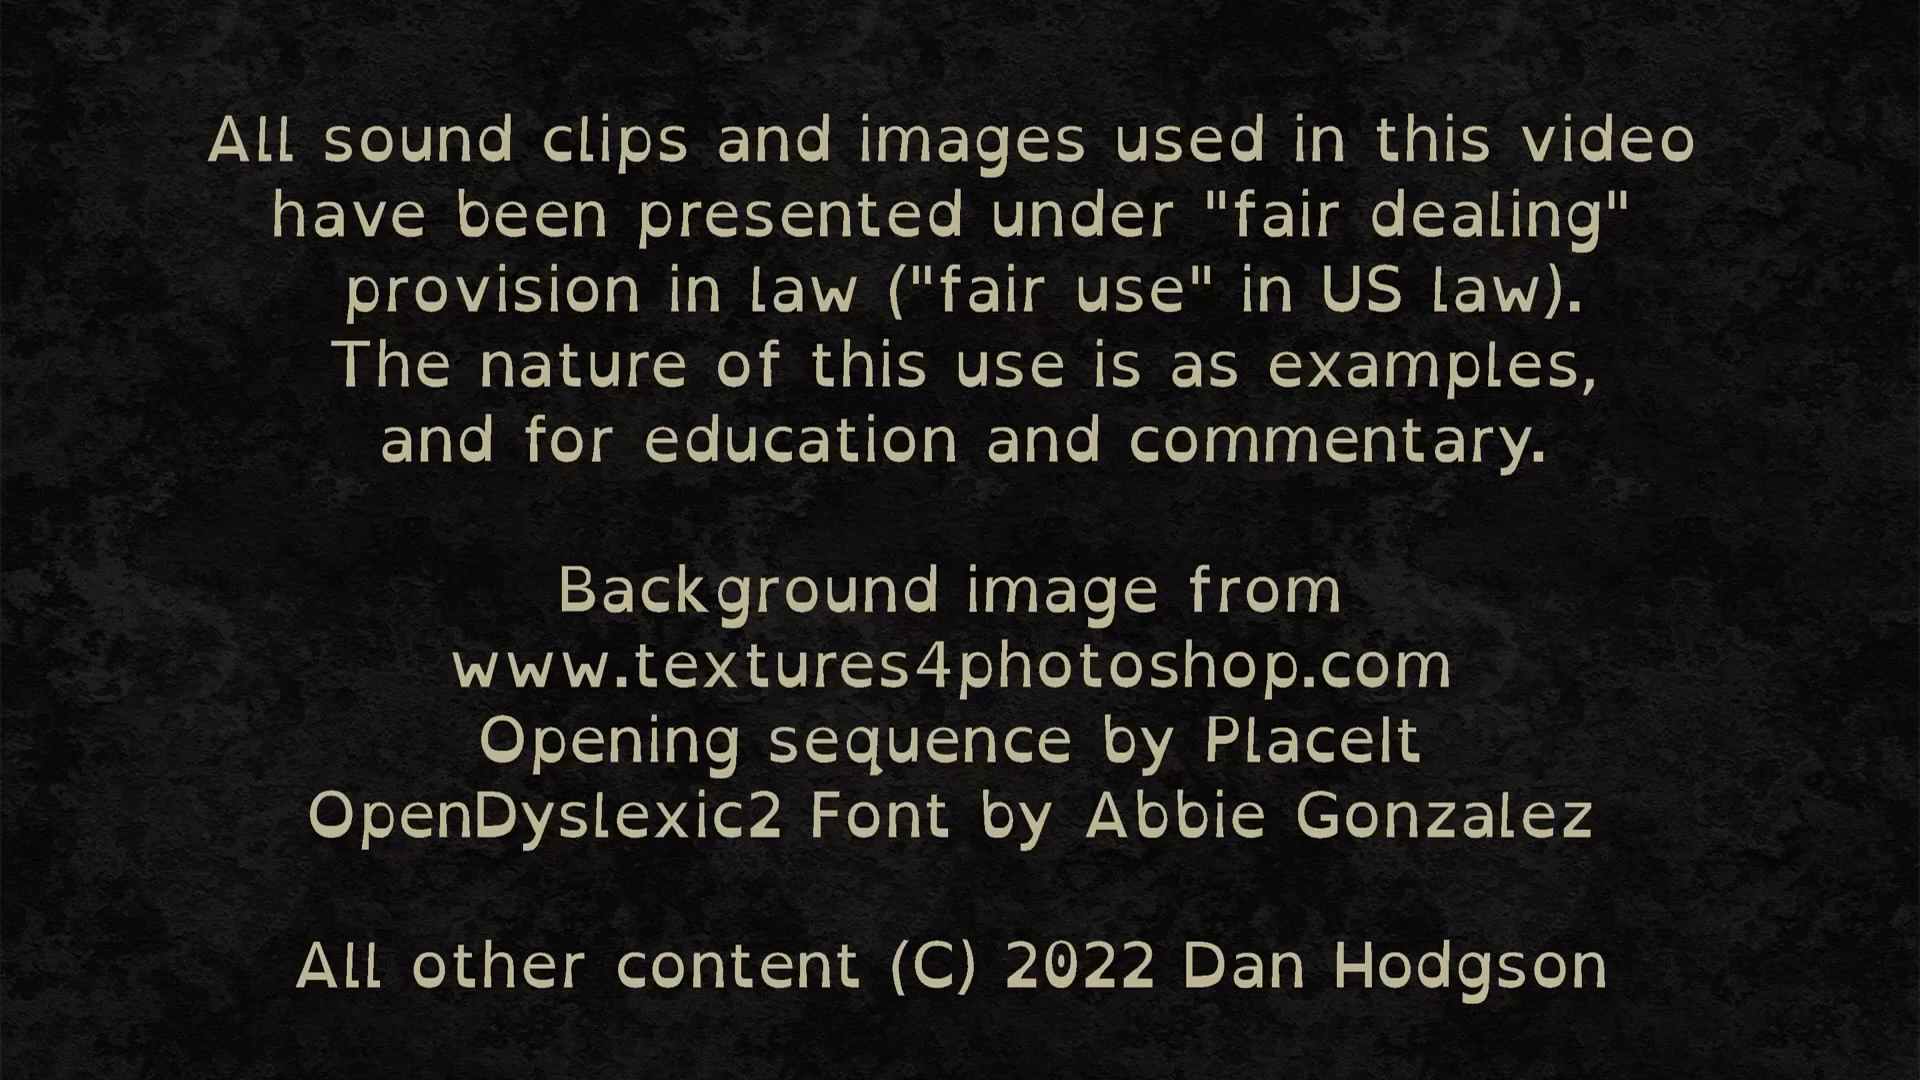 All sound clips and images used in this video
have been presented under "fair dealing"
provision in law ("fair use" in US law).
The nature of this use is as examples,
and for education and commentary.
Background image from
www.textures4photoshop.com
Opening sequence by PlaceIt
OpenDyslexic2 Font by Abbie Gonzalez
All other content (C) 2022 Dan Hodgson